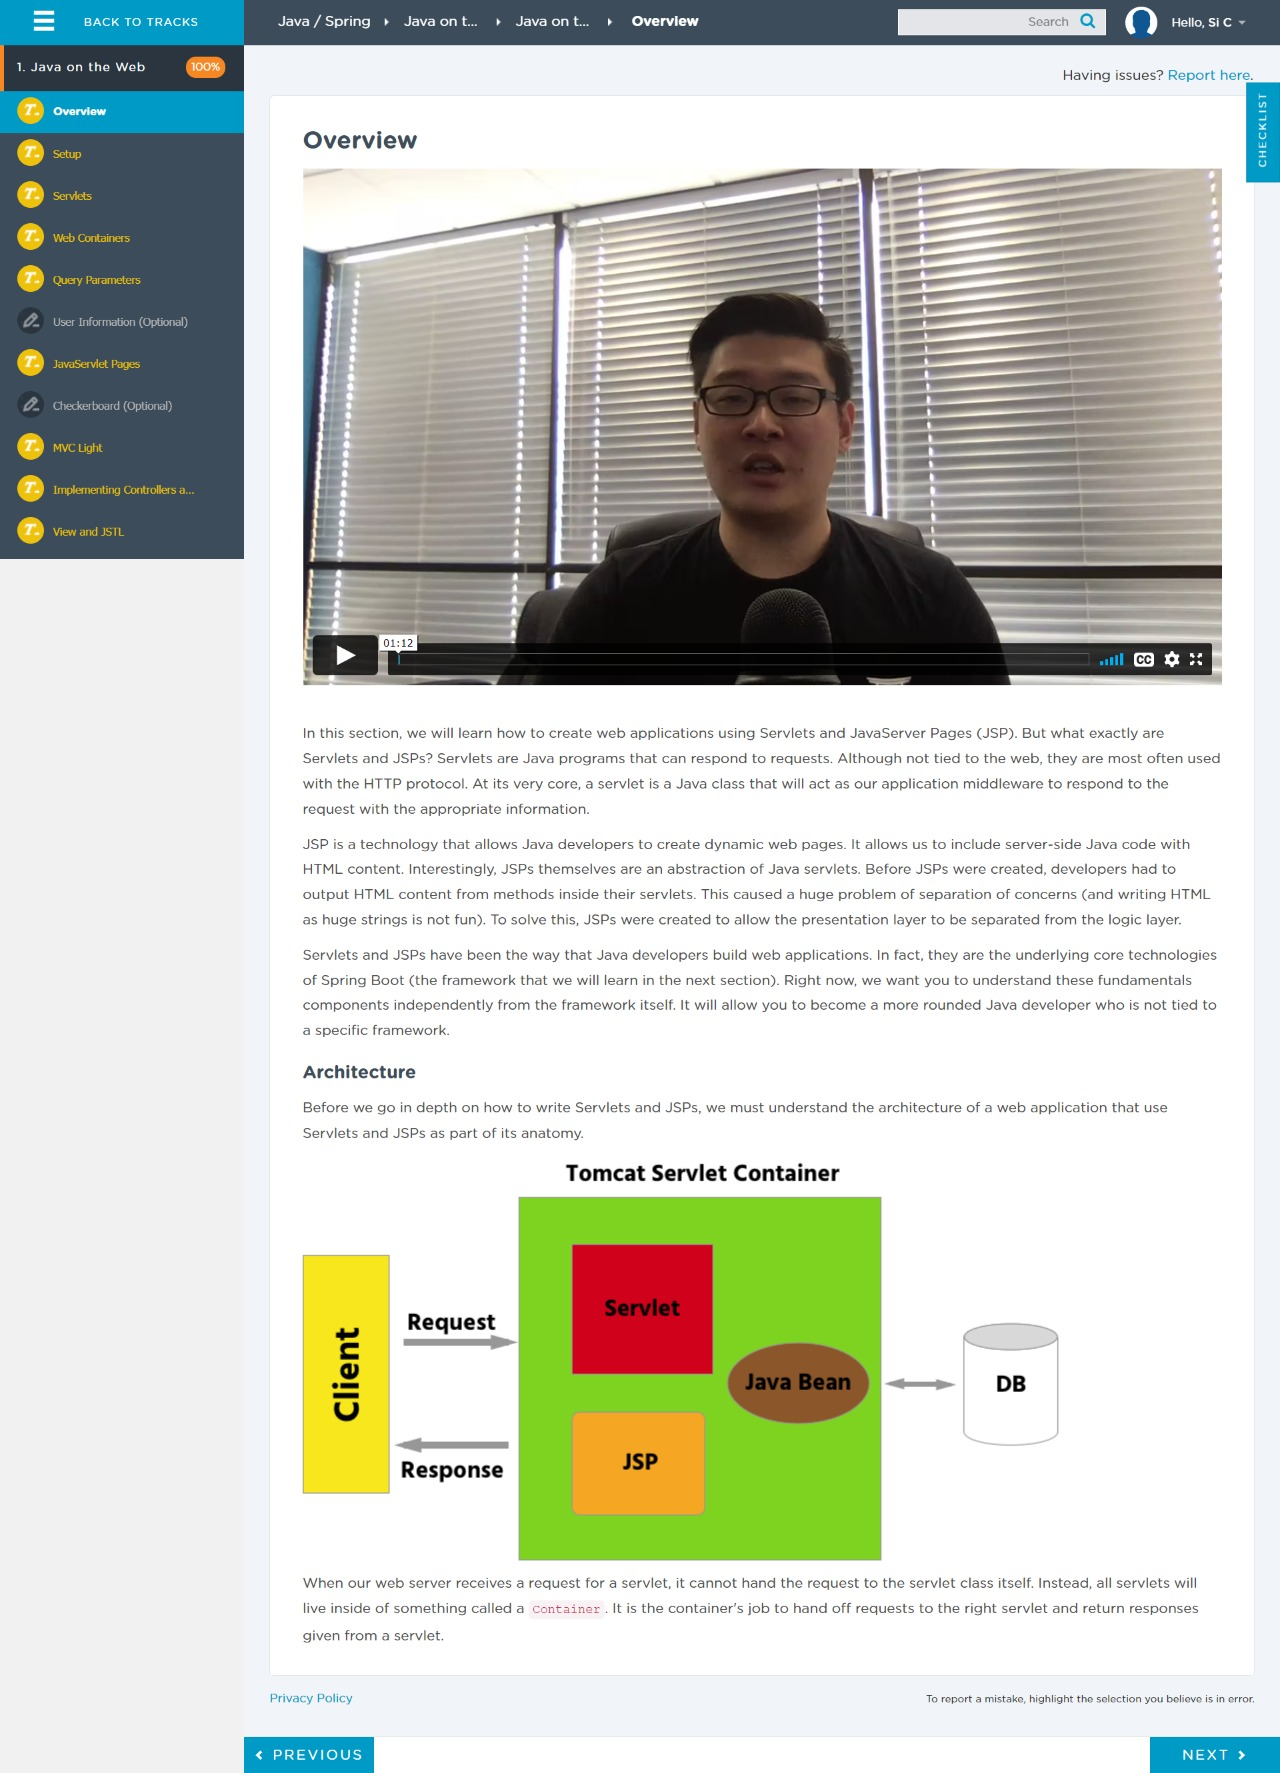 BACK TO TRACKS
Java / Spring
Java on t...
Java on t...
Overview
Search
Hello, Si C
1. Java on the Web
100%
Overview
Setup
Servlets
Web Containers
Query Parameters
User Information (Optional)
JavaServlet Pages
Checkerboard (Optional)
MVC Light
Implementing Controllers a...
View and JSTL
Having issues? Report here.
CHECKLIST
Overview
01:12
CC
In this section, we will learn how to create web applications using Servlets and JavaServer Pages (JSP). But what exactly are
Servlets and JSPs? Servlets are Java programs that can respond to requests. Although not tied to the web, they are most often used
with the HTTP protocol. At its very core, a servlet is a Java class that will act as our application middleware to respond to the
request with the appropriate information.
JSP is a technology that allows Java developers to create dynamic web pages. It allows us to include server-side Java code with
HTML content. Interestingly, JSPs themselves are an abstraction of Java servlets. Before JSPs were created, developers had to
output HTML content from methods inside their servlets. This caused a huge problem of separation of concerns (and writing HTML
as huge strings is not fun). To solve this, JSPs were created to allow the presentation layer to be separated from the logic layer.
Servlets and JSPs have been the way that Java developers build web applications. In fact, they are the underlying core technologies
of Spring Boot (the framework that we will learn in the next section). Right now, we want you to understand these fundamentals
components independently from the framework itself. It will allow you to become a more rounded Java developer who is not tied to
a specific framework.
Architecture
Before we go in depth on how to write Servlets and JSPs, we must understand the architecture of a web application that use
Servlets and JSPs as part of its anatomy.
Tomcat Servlet Container
Client
Request
Response
Servlet
Java Bean
JSP
DB
When our web server receives a request for a servlet, it cannot hand the request to the servlet class itself. Instead, all servlets will
live inside of something called a Container. It is the container's job to hand off requests to the right servlet and return responses
given from a servlet.
Privacy Policy
To report a mistake, highlight the selection you believe is in error.
PREVIOUS
NEXT